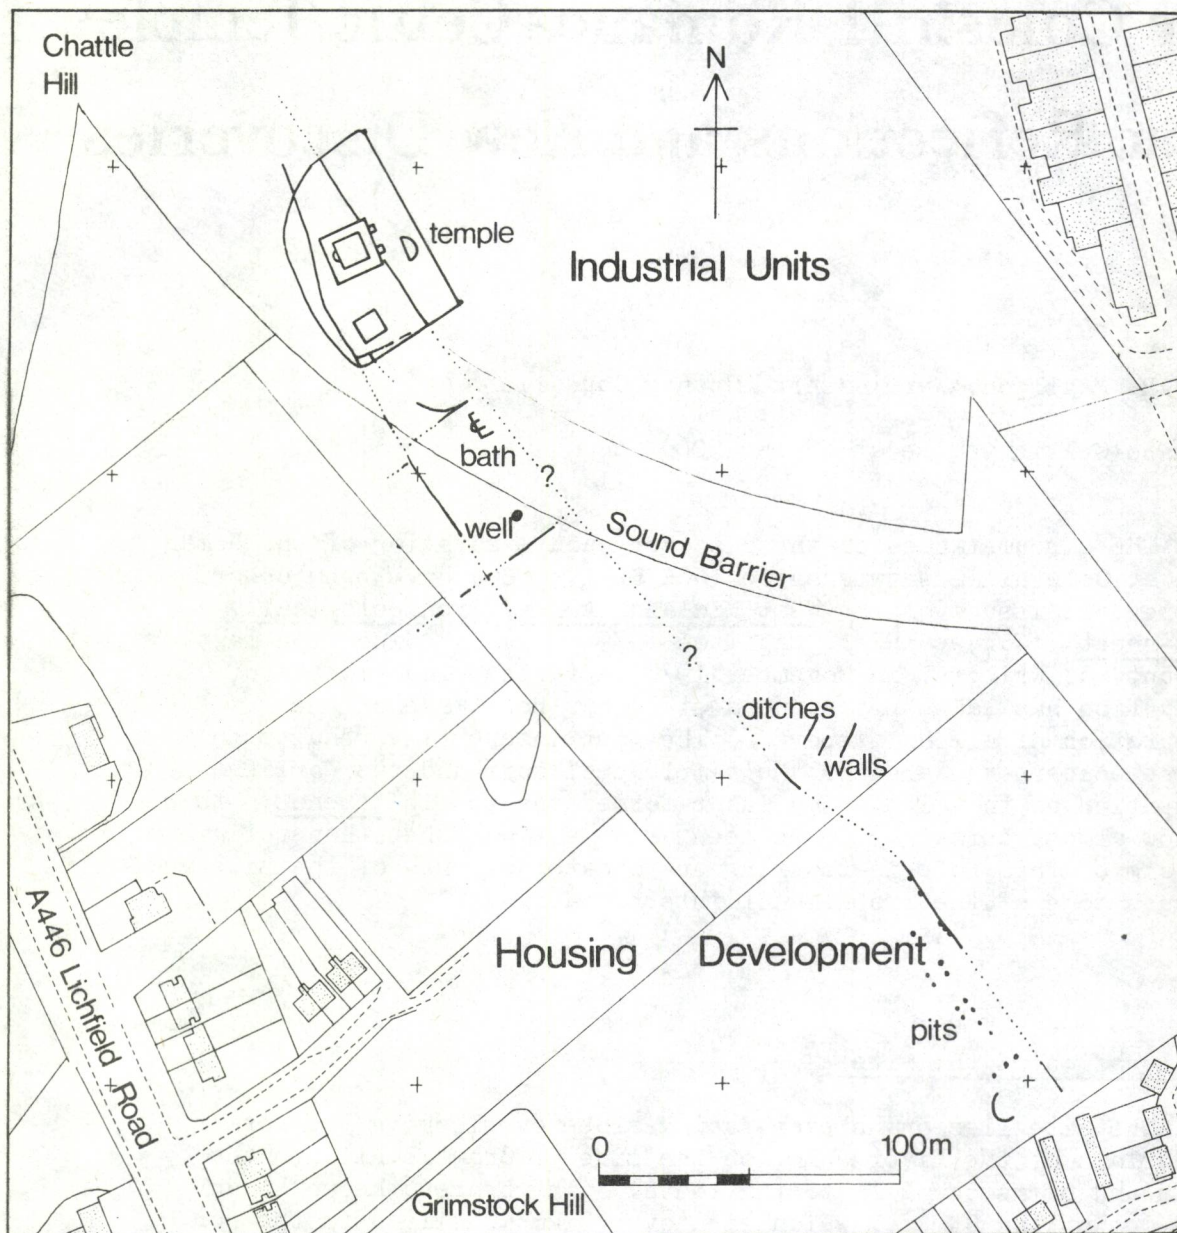 Chattle
Hill
N
temple
Industrial Units
bath
?
well
Sound Barrier
?
ditches
walls
A446 Lichfield Road
Housing Development
pits
0 100m
Grimstock Hill